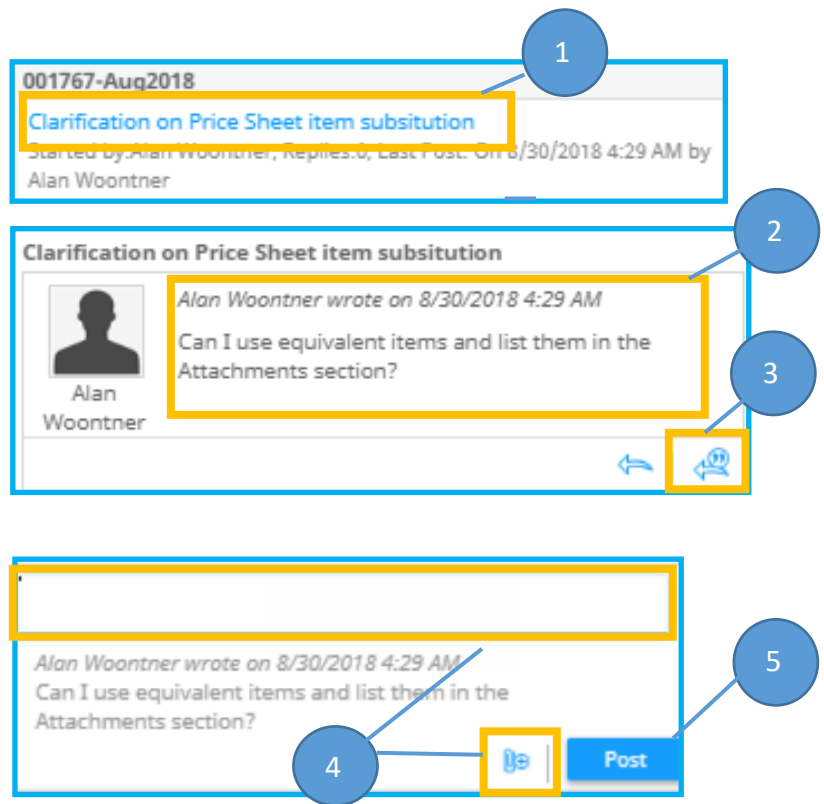 1
001767-Aug2018
Clarification on Price Sheet item subsitution
Started by:Alan Woontner, Replies:0, Last Post: On 8/30/2018 4:29 AM by
Alan Woontner
2
Clarification on Price Sheet item subsitution
Alan Woontner wrote on 8/30/2018 4:29 AM
Can I use equivalent items and list them in the
Attachments section?
3
Alan
Woontner
Alan Woontner wrote on 8/30/2018 4:29 AM
Can I use equivalent items and list them in the
Attachments section?
5
4
Post